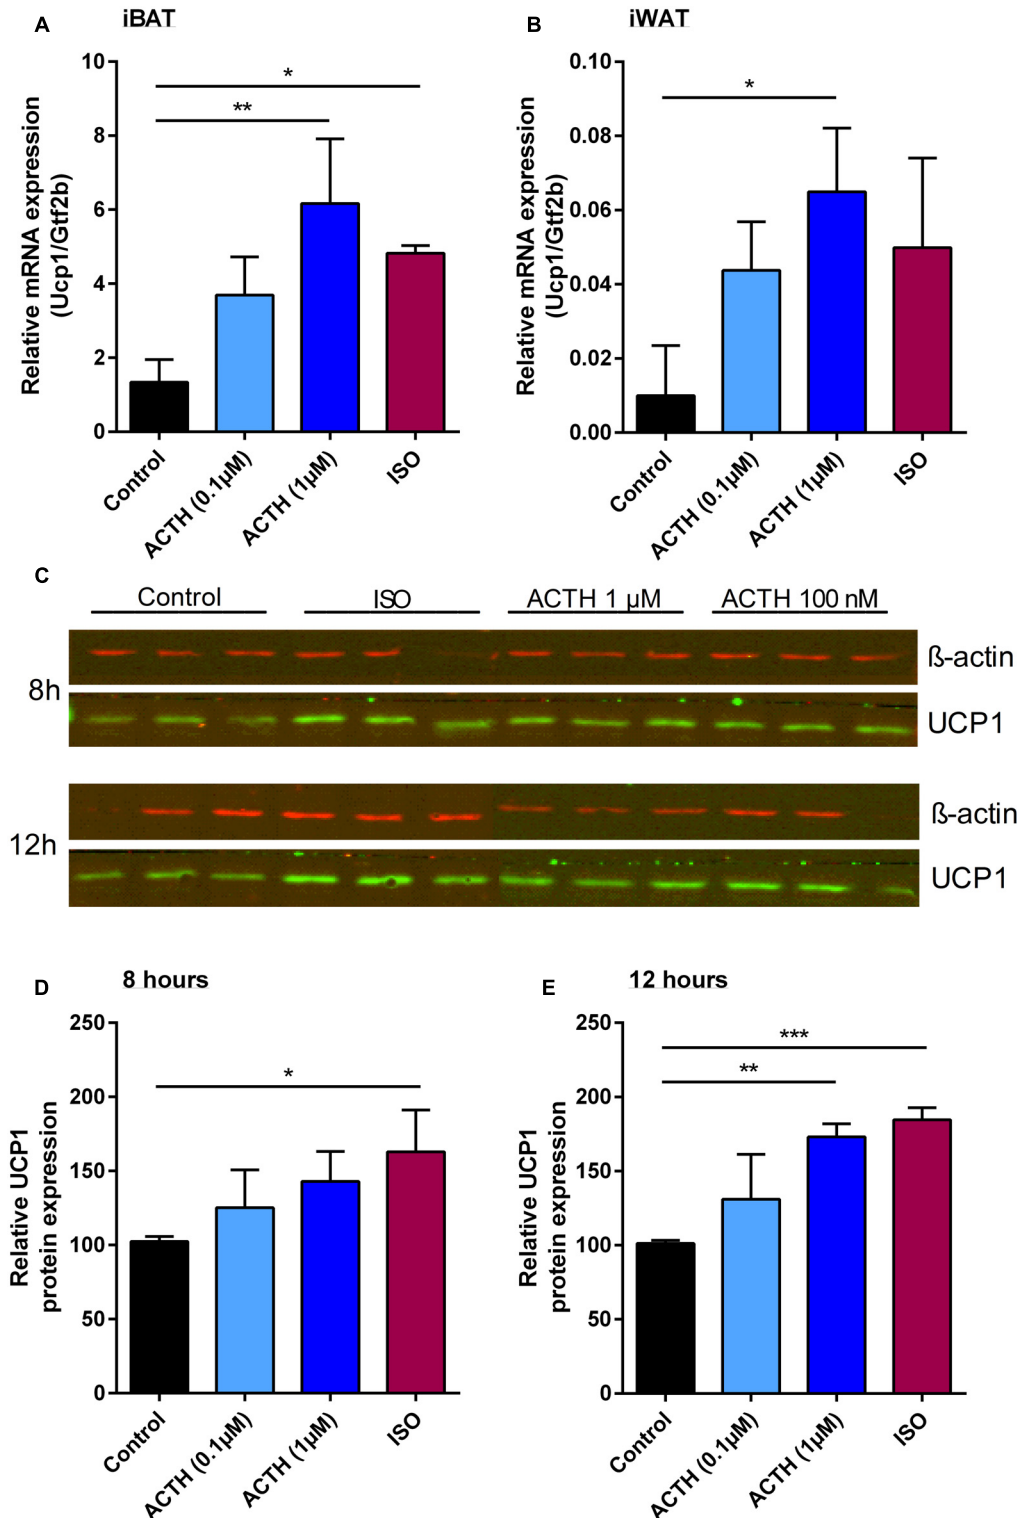 A iBAT
Relative mRNA expression
(Ucp1/Gtf2b)
10
8
6
4
2
0
*
**
Control
ACTH (0.1µM)
ACTH (1µM)
ISO
B iWAT
Relative mRNA expression
(Ucp1/Gtf2b)
0.10
0.08
0.06
0.04
0.02
0.00
*
Control
ACTH (0.1µM)
ACTH (1µM)
ISO
C
Control ISO ACTH 1 µM ACTH 100 nM
8h
ß-actin
UCP1
12h
ß-actin
UCP1
D 8 hours
Relative UCP1
protein expression
250
200
150
100
50
0
*
Control
ACTH (0.1µM)
ACTH (1µM)
ISO
E 12 hours
Relative UCP1
protein expression
250
200
150
100
50
0
***
**
Control
ACTH (0.1µM)
ACTH (1µM)
ISO